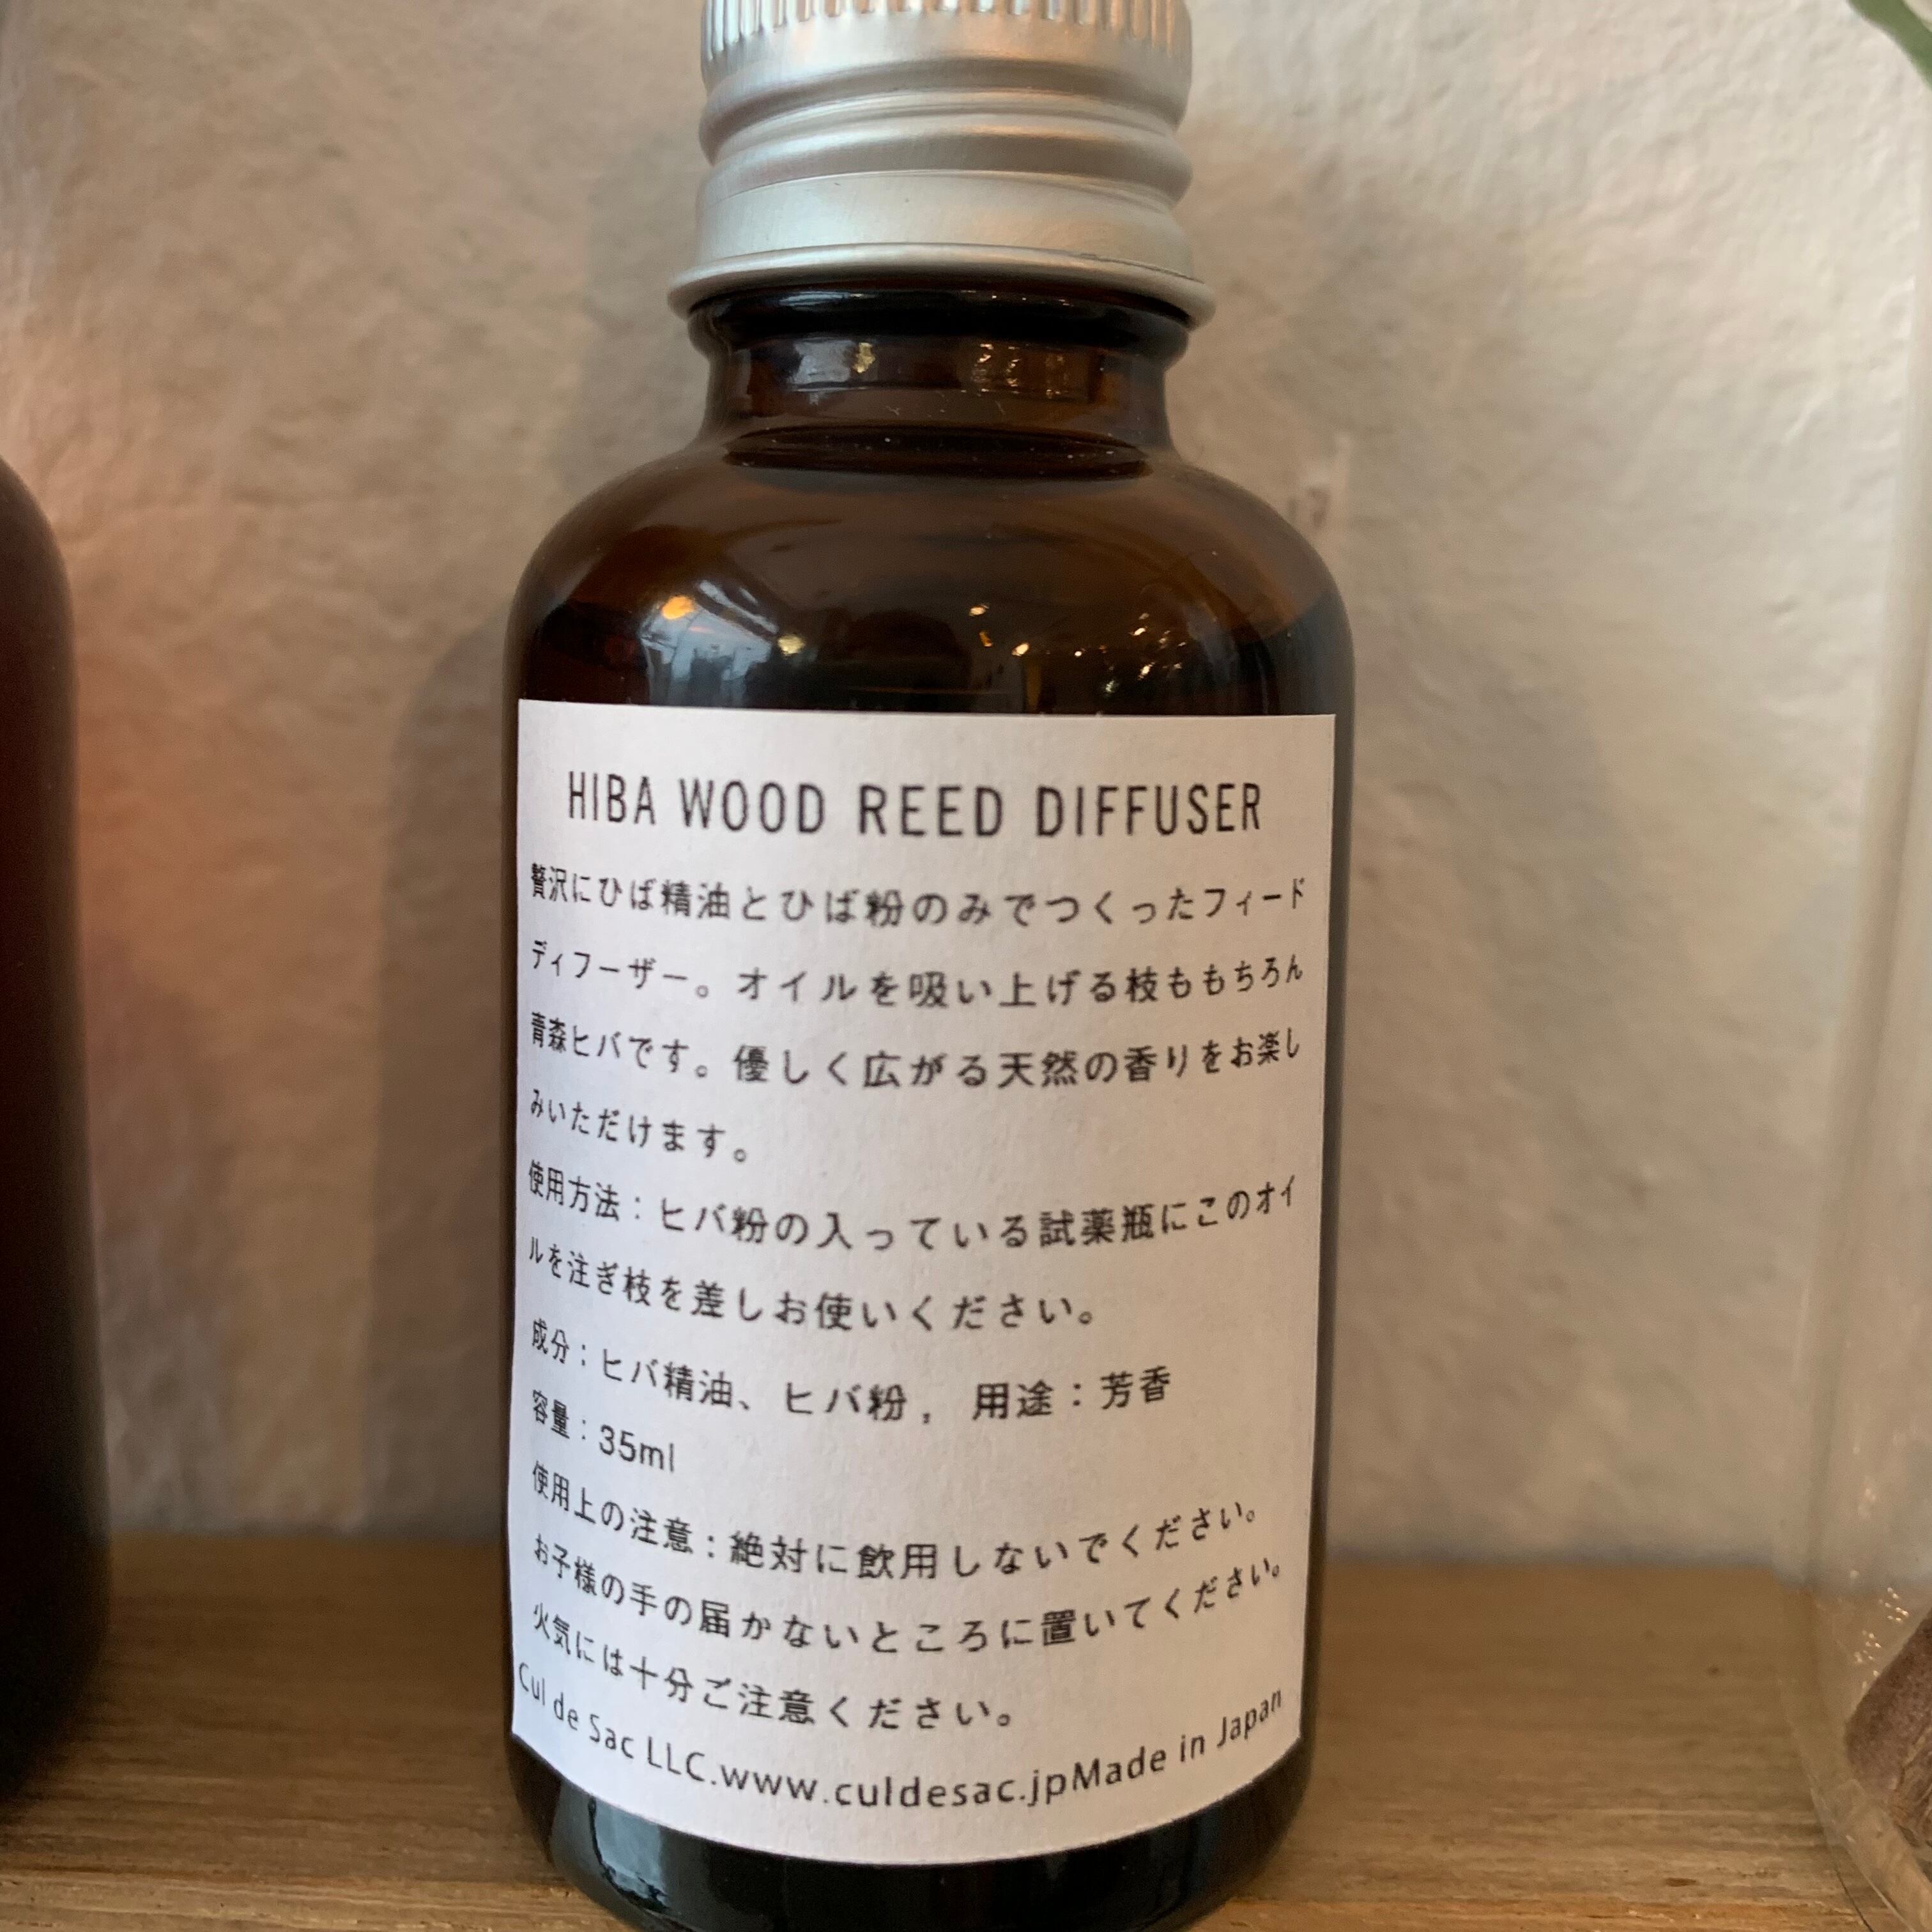 HIBA WOOD REED DIFFUSER
贅沢にひば精油とひば粉のみでつくったフィード
ディフーザー。オイルを吸い上げる枝ももちろん
青森ヒバです。優しく広がる天然の香りをお楽し
みいただけます。
使用方法：ヒバ粉の入っている試薬瓶にこのオイ
ルを注ぎ枝を差しお使いください。
成分：ヒバ精油、ヒバ粉， 用途：芳香
容量：35ml
使用上の注意：絶対に飲用しないでください。
お子様の手の届かないところに置いてください。
火気には十分ご注意ください。
Cul de Sac LLC.www.culdesac.jpMade in Japan